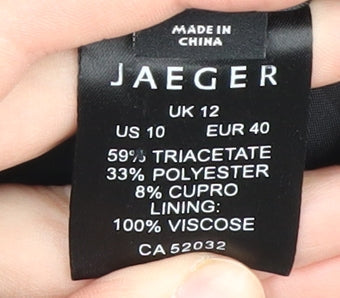 MADE IN
CHINA
JAEGER
UK 12
US 10 EUR 40
59% TRIACETATE
33% POLYESTER
8% CUPRO
LINING:
100% VISCOSE
CA 52032